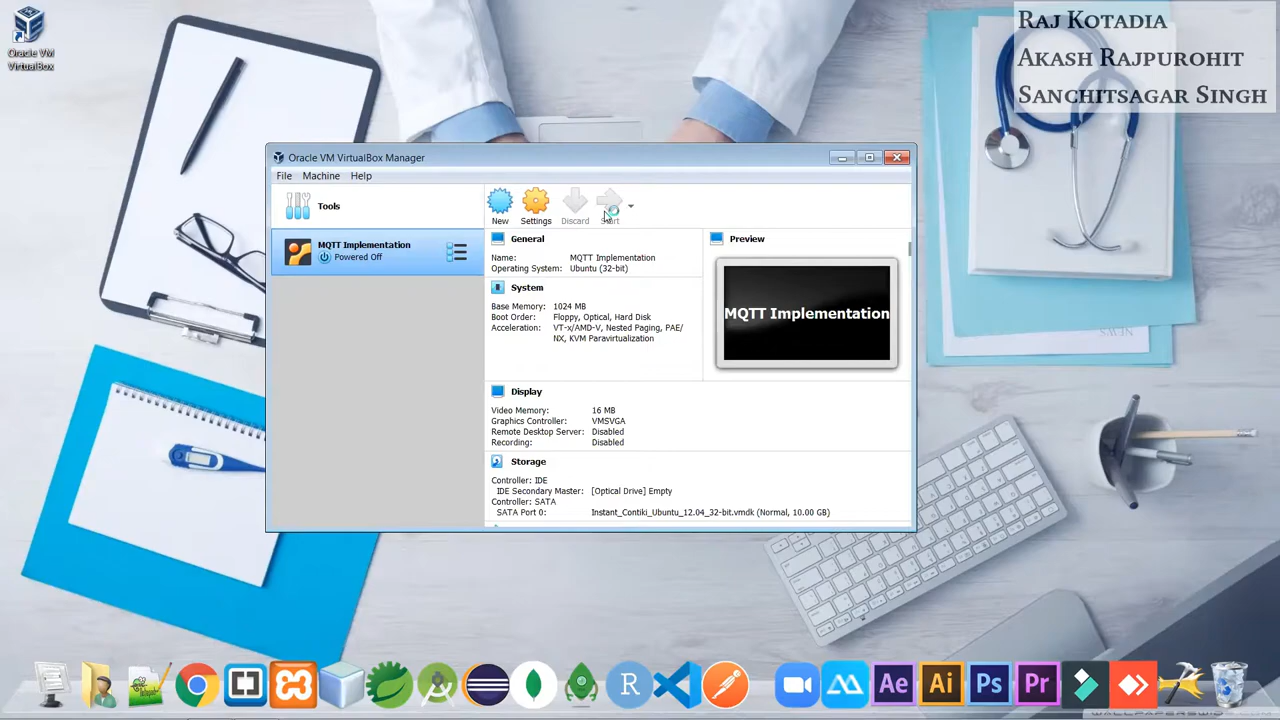 Oracle VM
VirtualBox
RAJ KOTADIA
AKASH RAJPUROHIT
SANCHITSAGAR SINGH
Oracle VM VirtualBox Manager
File Machine Help
Tools
New Settings Discard Start
MQTT Implementation
Powered Off
General
Name: MQTT Implementation
Operating System: Ubuntu (32-bit)
System
Base Memory: 1024 MB
Boot Order: Floppy, Optical, Hard Disk
Acceleration: VT-x/AMD-V, Nested Paging, PAE/
NX, KVM Paravirtualization
Preview
MQTT Implementation
Display
Video Memory: 16 MB
Graphics Controller: VMSVGA
Remote Desktop Server: Disabled
Recording: Disabled
Storage
Controller: IDE
IDE Secondary Master: [Optical Drive] Empty
Controller: SATA
SATA Port 0: Instant_Contiki_Ubuntu_12.04_32-bit.vmdk (Normal, 10.00 GB)
NEWS
R
Ae
Ai
Ps
Pr